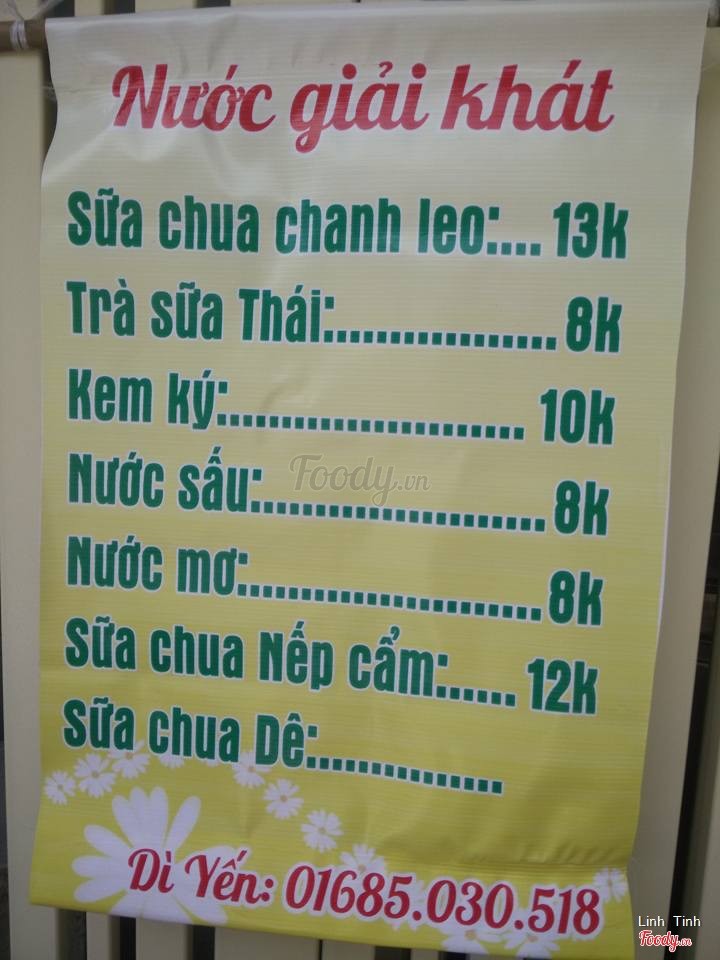 Nước giải khát
Sữa chua chanh leo:.... 13k
Trà sữa Thái:.................. 8k
Kem ký:........................ 10k
Nước sấu:....................... 8k
Foody.vn
Nước mơ:....................... 8k
Sữa chua Nếp cẩm:...... 12k
Sữa chua Dê:...............
Dì Yến: 01685.030.518
Linh Tinh
Foody.vn